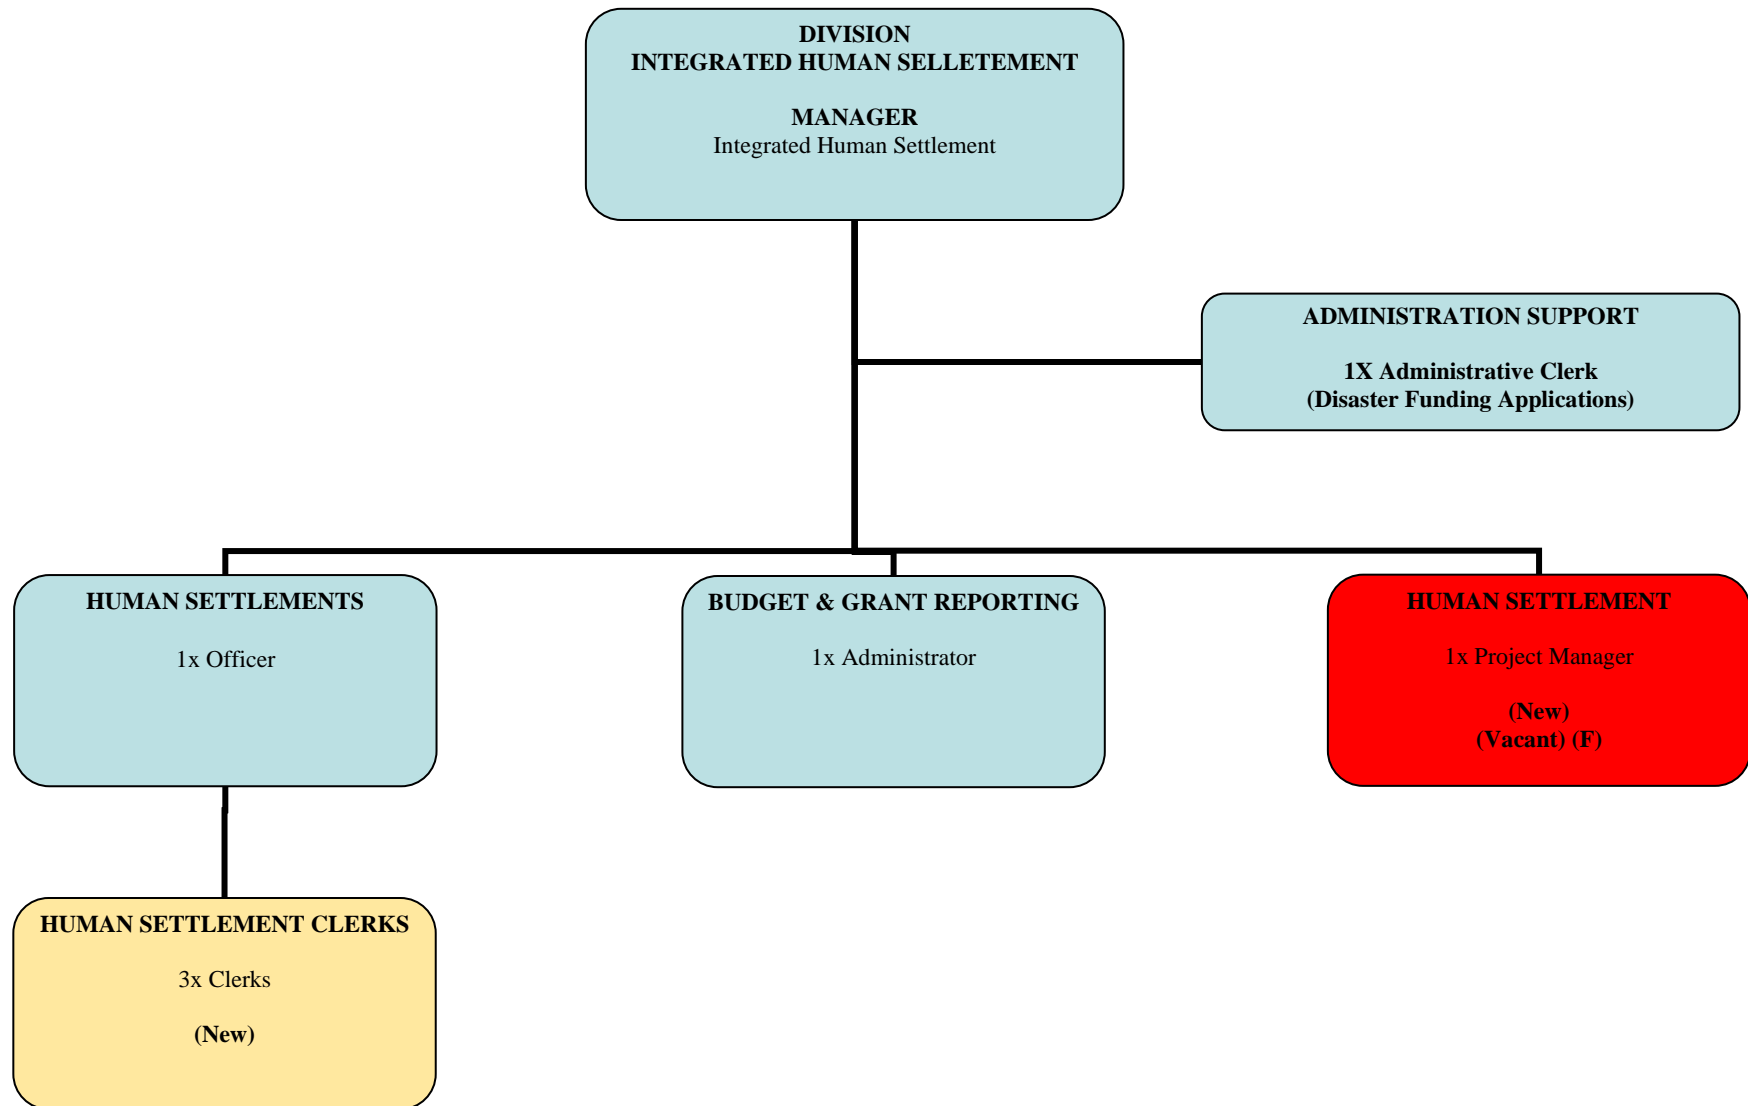 DIVISION
INTEGRATED HUMAN SELLETEMENT
MANAGER
Integrated Human Settlement
ADMINISTRATION SUPPORT
1X Administrative Clerk
(Disaster Funding Applications)
HUMAN SETTLEMENTS
1x Officer
BUDGET & GRANT REPORTING
1x Administrator
HUMAN SETTLEMENT
1x Project Manager
(New)
(Vacant) (F)
HUMAN SETTLEMENT CLERKS
3x Clerks
(New)